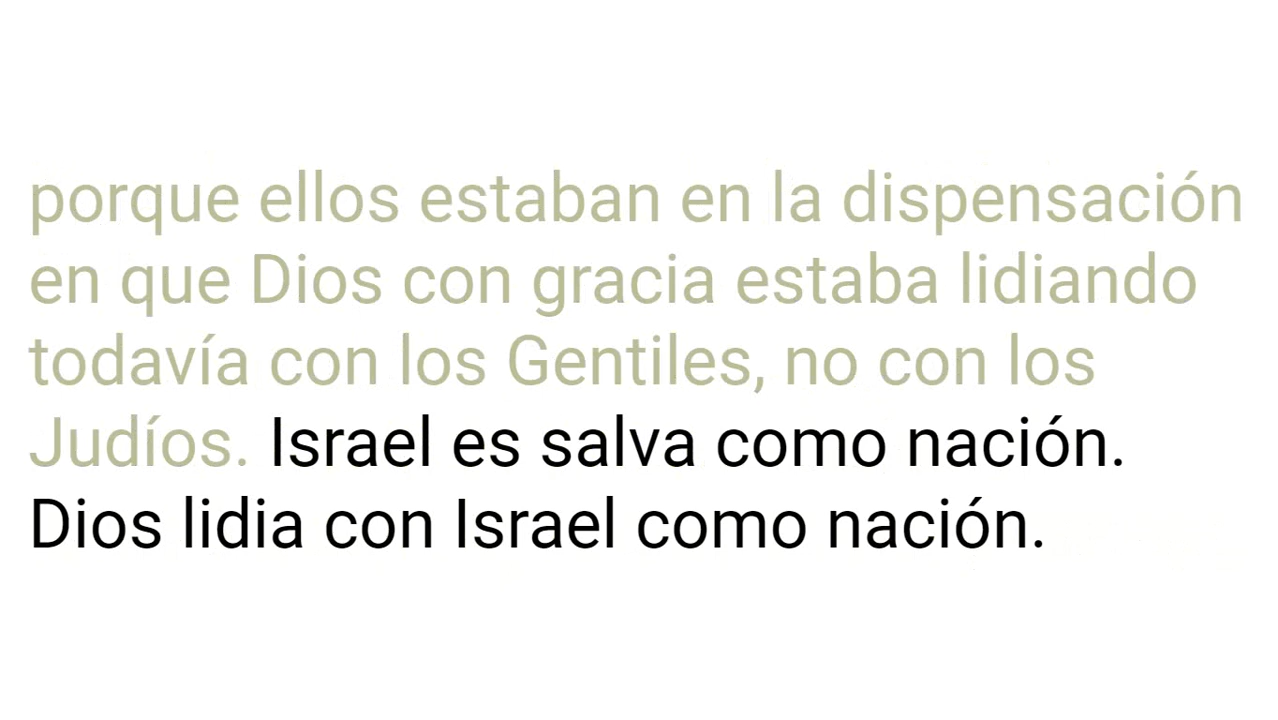 porque ellos estaban en la dispensación
en que Dios con gracia estaba lidiando
todavía con los Gentiles, no con los
Judíos. Israel es salva como nación.
Dios lidia con Israel como nación.